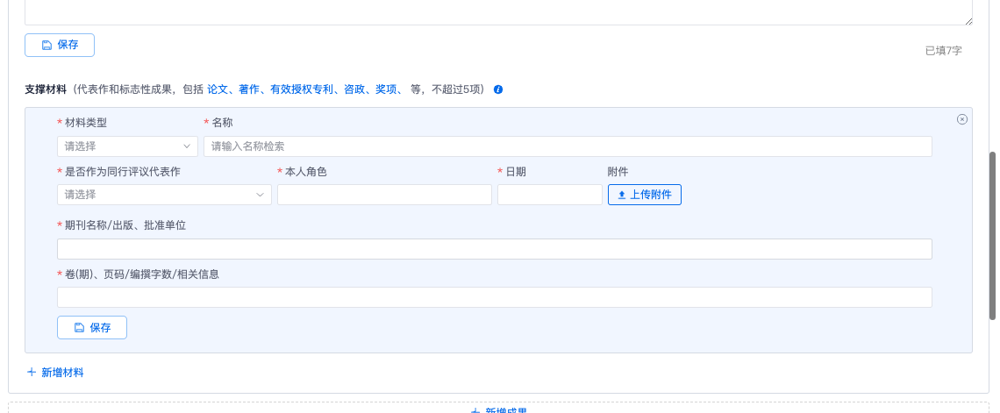 保存
已填7字
支撑材料（代表作和标志性成果，包括 论文、著作、有效授权专利、咨政、奖项、 等，不超过5项）
* 材料类型 * 名称
请选择 请输入名称检索
* 是否作为同行评议代表作 * 本人角色 * 日期 附件
请选择 上传附件
* 期刊名称/出版、批准单位
* 卷(期)、页码/编撰字数/相关信息
保存
新增材料
新增成果